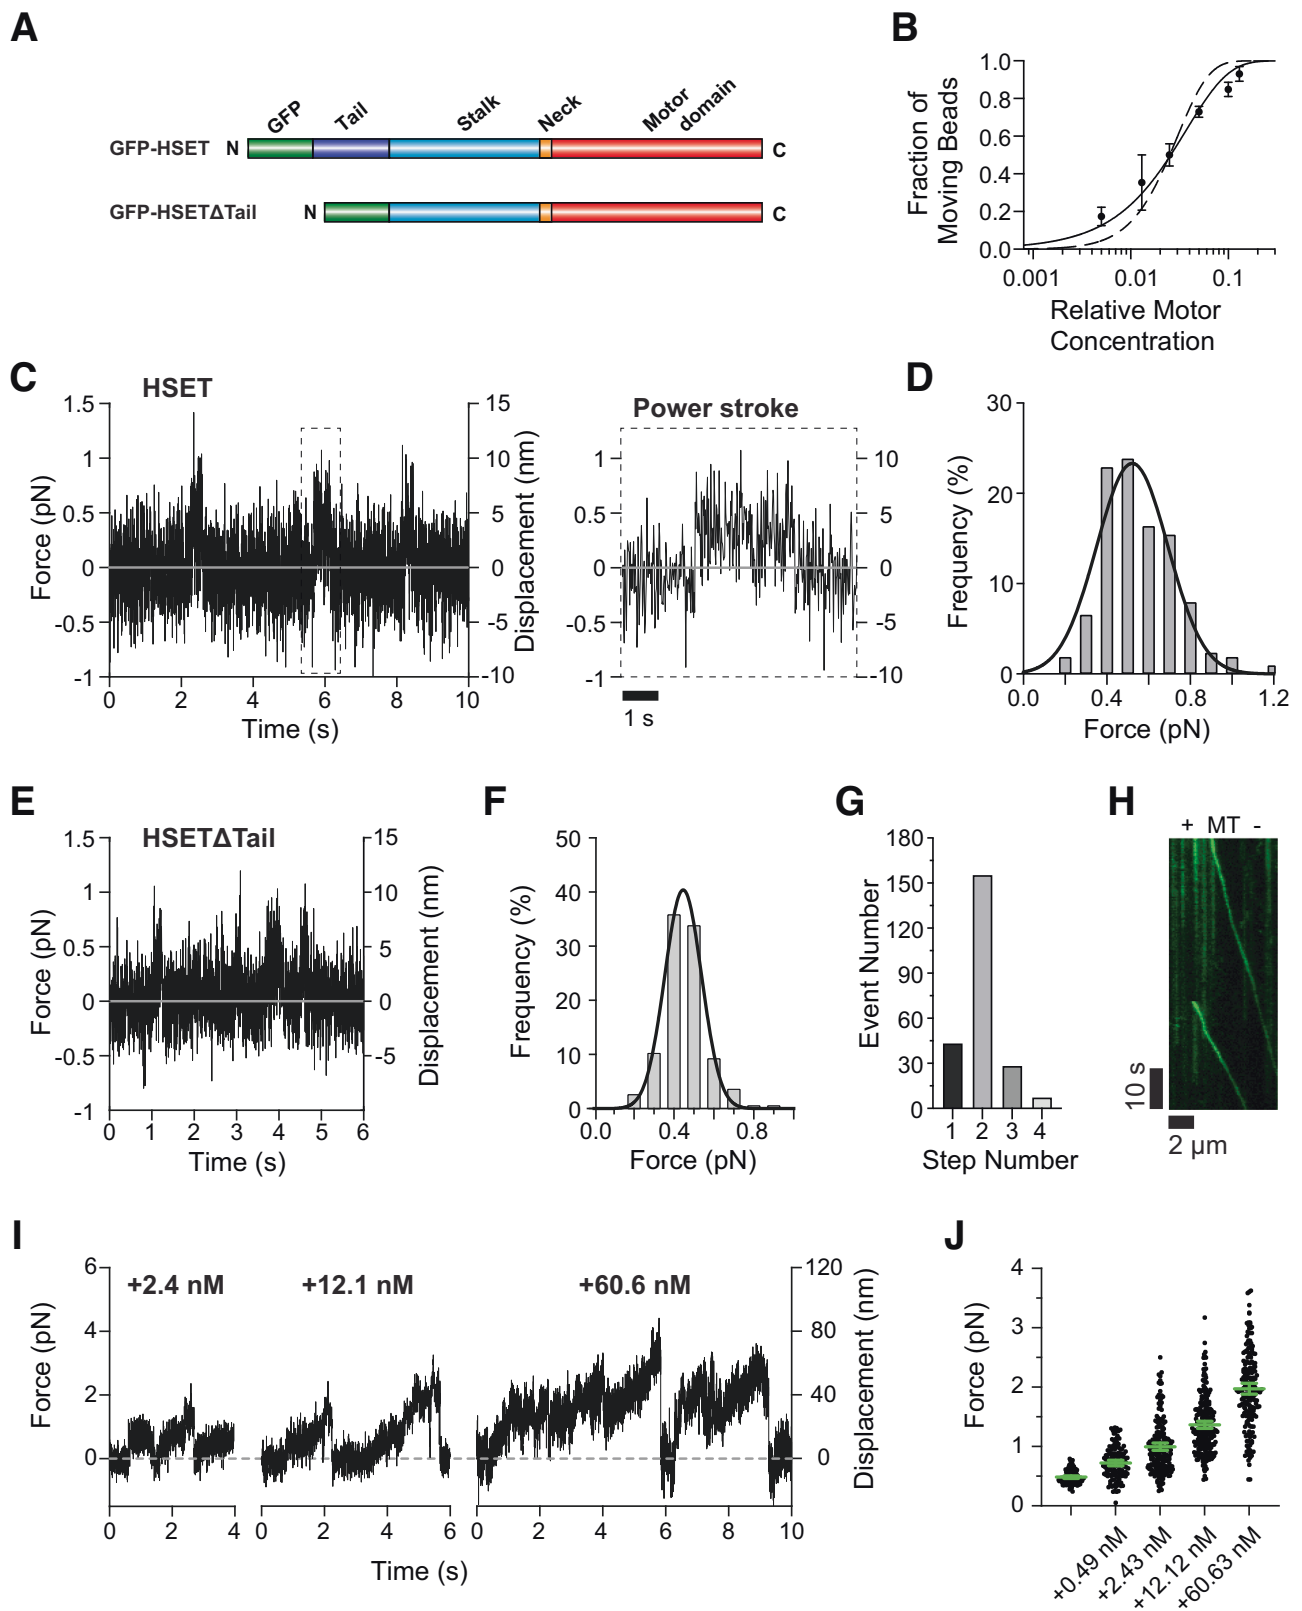 A
GFP
Tail
Stalk
Neck
Motor
domain
GFP-HSET N
C
GFP-HSETΔTail N
C
B
Fraction of
Moving Beads
1.0
0.8
0.6
0.4
0.2
0.0
0.001
0.01
0.1
Relative Motor
Concentration
C
HSET
Force (pN)
1.5
1
0.5
0
-0.5
-1
15
10
5
0
-5
-10
Displacement (nm)
0 2 4 6 8 10
Time (s)
Power stroke
1
0.5
0
-0.5
-1
10
5
0
-5
-10
1 s
D
Frequency (%)
30
20
10
0
0.0 0.4 0.8 1.2
Force (pN)
E
HSETΔTail
Force (pN)
1.5
1
0.5
0
-0.5
-1
15
10
5
0
-5
Displacement (nm)
0 1 2 3 4 5 6
Time (s)
F
Frequency (%)
50
40
30
20
10
0
0.0 0.4 0.8
Force (pN)
G
Event Number
180
150
120
90
60
30
0
1 2 3 4
Step Number
H
+ MT -
10 s
2 μm
I
Force (pN)
6
4
2
0
+2.4 nM
+12.1 nM
+60.6 nM
120
80
40
0
Displacement (nm)
0 2 4
0 2 4 6
0 2 4 6 8 10
Time (s)
J
Force (pN)
4
3
2
1
0
+0.49 nM
+2.43 nM
+12.12 nM
+60.63 nM